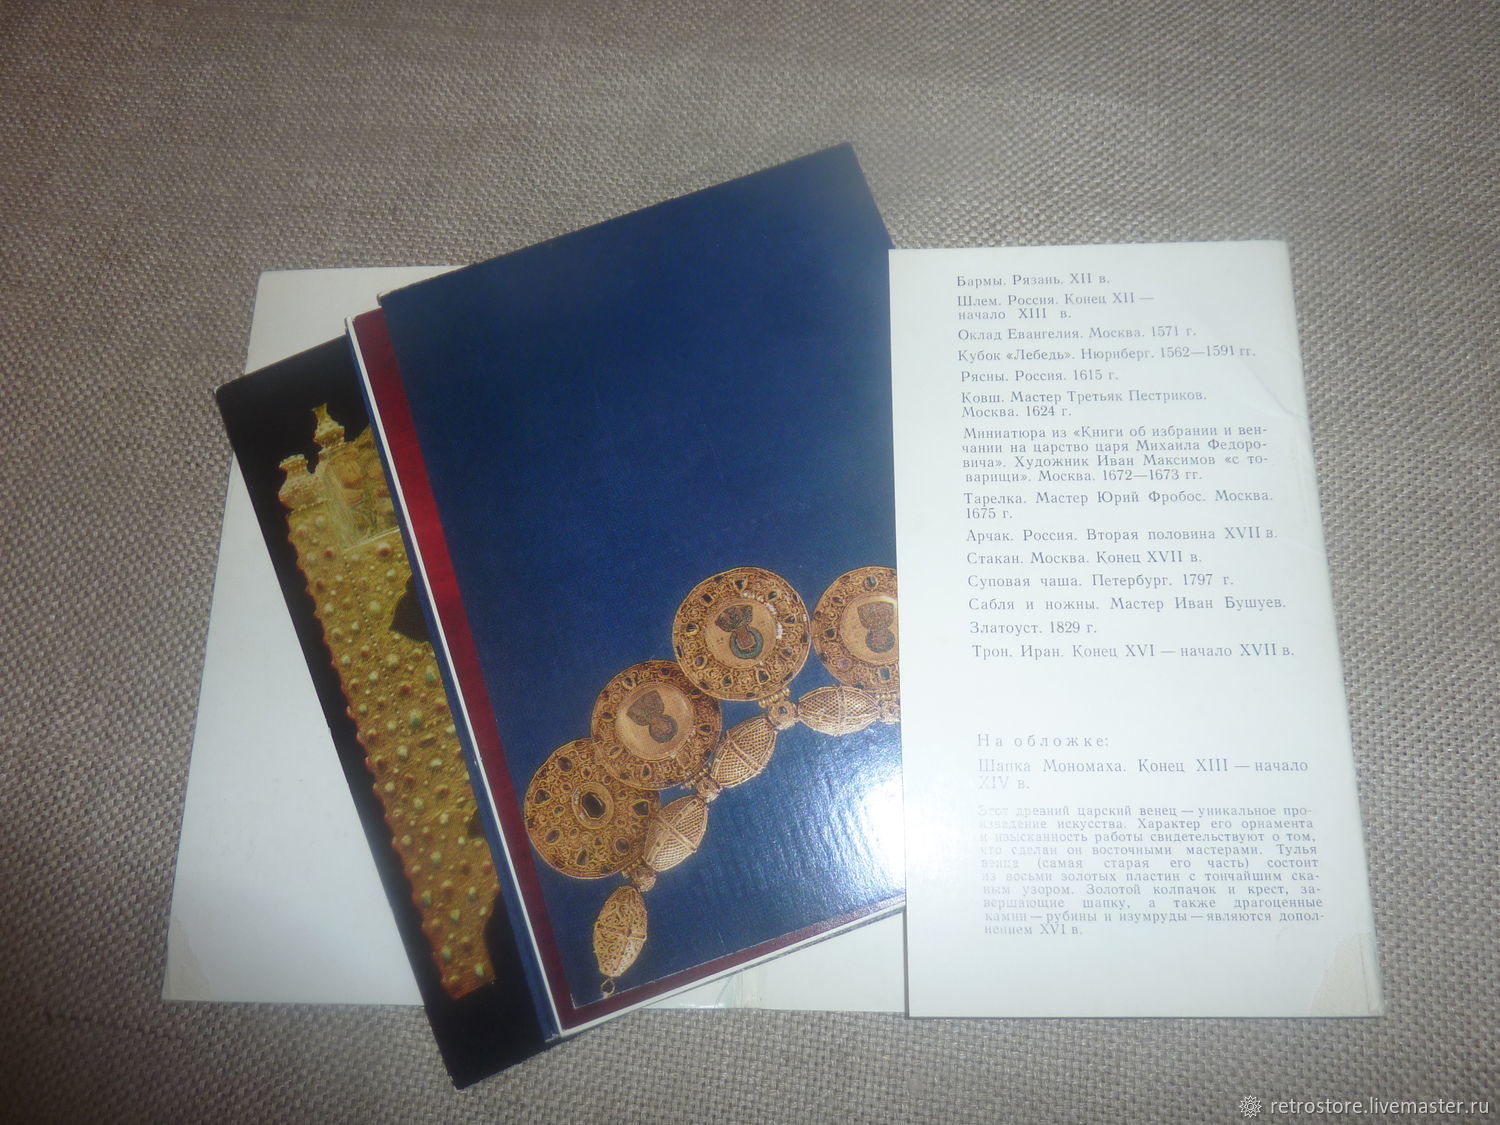 Бармы. Рязань. XII в.
Шлем. Россия. Конец XII —
начало XIII в.
Оклад Евангелия. Москва. 1571 г.
Кубок «Лебедь». Нюрнберг. 1562—1591 гг.
Рясны. Россия. 1615 г.
Ковш. Мастер Третьяк Пестриков.
Москва. 1624 г.
Миниатюра из «Книги об избрании и вен-
чании на царство царя Михаила Федоро-
вича». Художник Иван Максимов «с то-
варищи». Москва. 1672—1673 гг.
Тарелка. Мастер Юрий Фробос. Москва.
1675 г.
Арчак. Россия. Вторая половина XVII в.
Стакан. Москва. Конец XVII в.
Суповая чаша. Петербург. 1797 г.
Сабля и ножны. Мастер Иван Бушуев.
Златоуст. 1829 г.
Трон. Иран. Конец XVI — начало XVII в.
На обложке:
Шапка Мономаха. Конец XIII — начало
XIV в.
Этот древний царский венец — уникальное про-
изведение искусства. Характер его орнамента
и изысканность работы свидетельствуют о том,
что сделан он восточными мастерами. Тулья
венца (самая старая его часть) состоит
из восьми золотых пластин с тончайшим ска-
ным узором. Золотой колпачок и крест, за-
вершающие шапку, а также драгоценные
камни — рубины и изумруды — являются допол-
нением XVI в.
retrostore.livemaster.ru